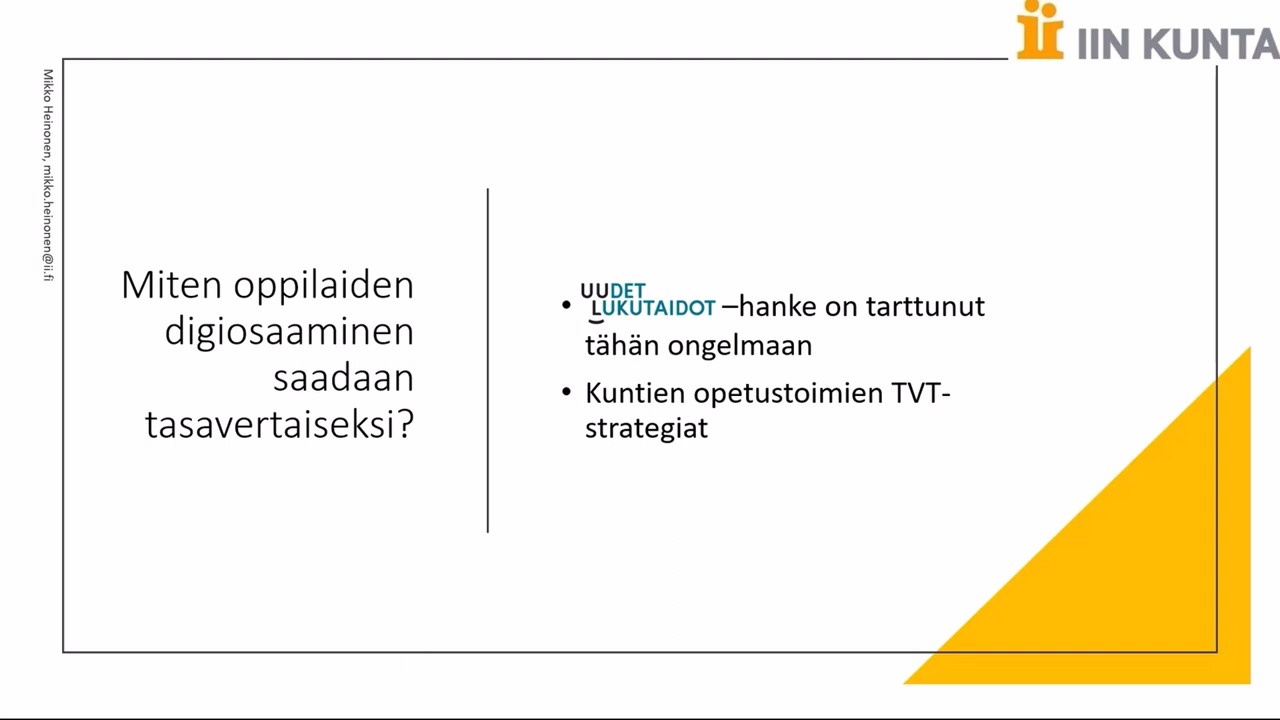 IIN KUNTA
Mikko Heinonen, mikko.heinonen@ii.fi
Miten oppilaiden
digiosaaminen
saadaan
tasavertaiseksi?
• UUDET LUKUTAIDOT –hanke on tarttunut
tähän ongelmaan
• Kuntien opetustoimien TVT-
strategiat